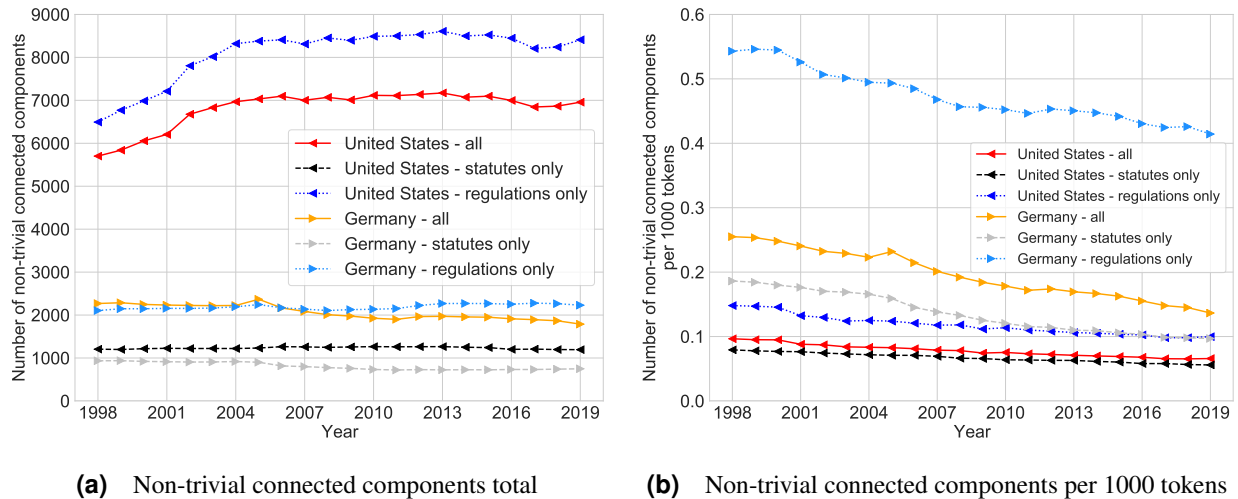 9000
8000
7000
6000
5000
4000
3000
2000
1000
0
Number of non-trivial connected components
1998
2001
2004
2007
2010
2013
2016
2019
Year
United States - all
United States - statutes only
United States - regulations only
Germany - all
Germany - statutes only
Germany - regulations only
(a) Non-trivial connected components total
0.6
0.5
0.4
0.3
0.2
0.1
0.0
Number of non-trivial connected components
per 1000 tokens
1998
2001
2004
2007
2010
2013
2016
2019
Year
United States - all
United States - statutes only
United States - regulations only
Germany - all
Germany - statutes only
Germany - regulations only
(b) Non-trivial connected components per 1000 tokens